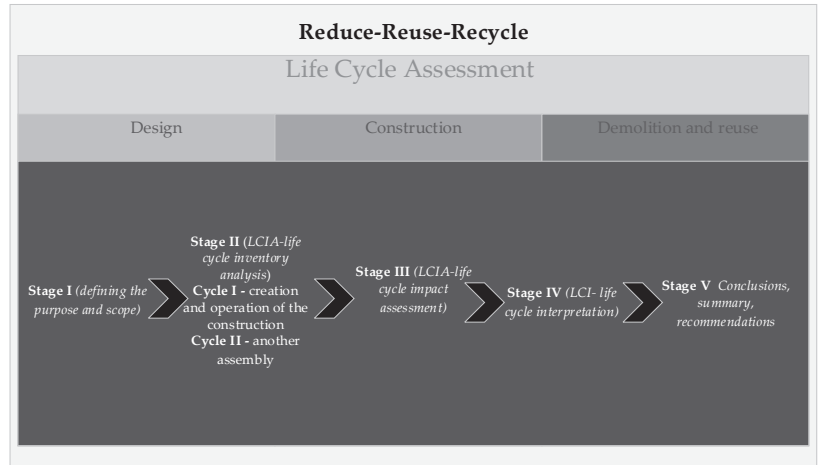 Reduce-Reuse-Recycle
Life Cycle Assessment
Design
Construction
Demolition and reuse
Stage I (defining the
purpose and scope)
Stage II (LCIA-life
cycle inventory
analysis)
Cycle I - creation
and operation of the
construction
Cycle II - another
assembly
Stage III (LCIA-life
cycle impact
assessment)
Stage IV (LCI- life
cycle interpretation)
Stage V  Conclusions,
summary,
recommendations